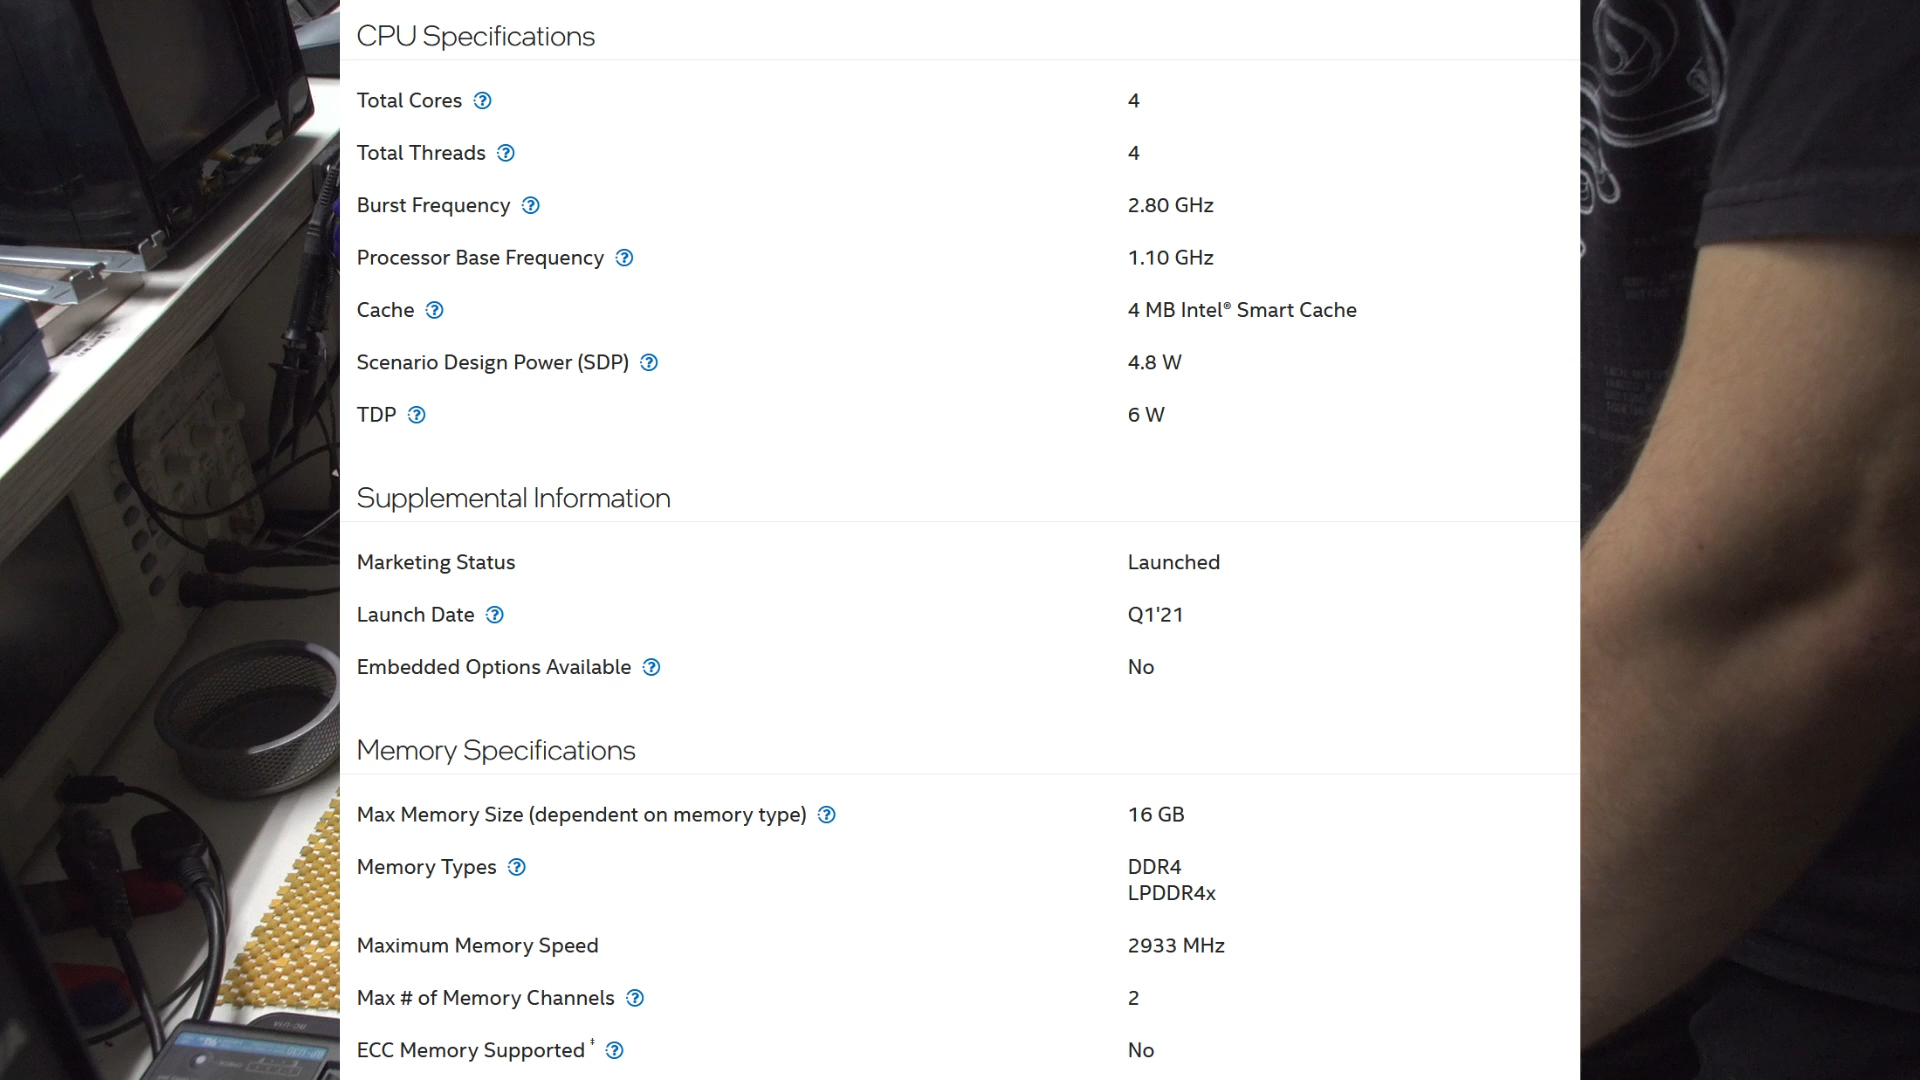 CPU Specifications
Total Cores ? 4
Total Threads ? 4
Burst Frequency ? 2.80 GHz
Processor Base Frequency ? 1.10 GHz
Cache ? 4 MB Intel® Smart Cache
Scenario Design Power (SDP) ? 4.8 W
TDP ? 6 W
Supplemental Information
Marketing Status Launched
Launch Date ? Q1'21
Embedded Options Available ? No
Memory Specifications
Max Memory Size (dependent on memory type) ? 16 GB
Memory Types ? DDR4
LPDDR4x
Maximum Memory Speed 2933 MHz
Max # of Memory Channels ? 2
ECC Memory Supported ‡ ? No